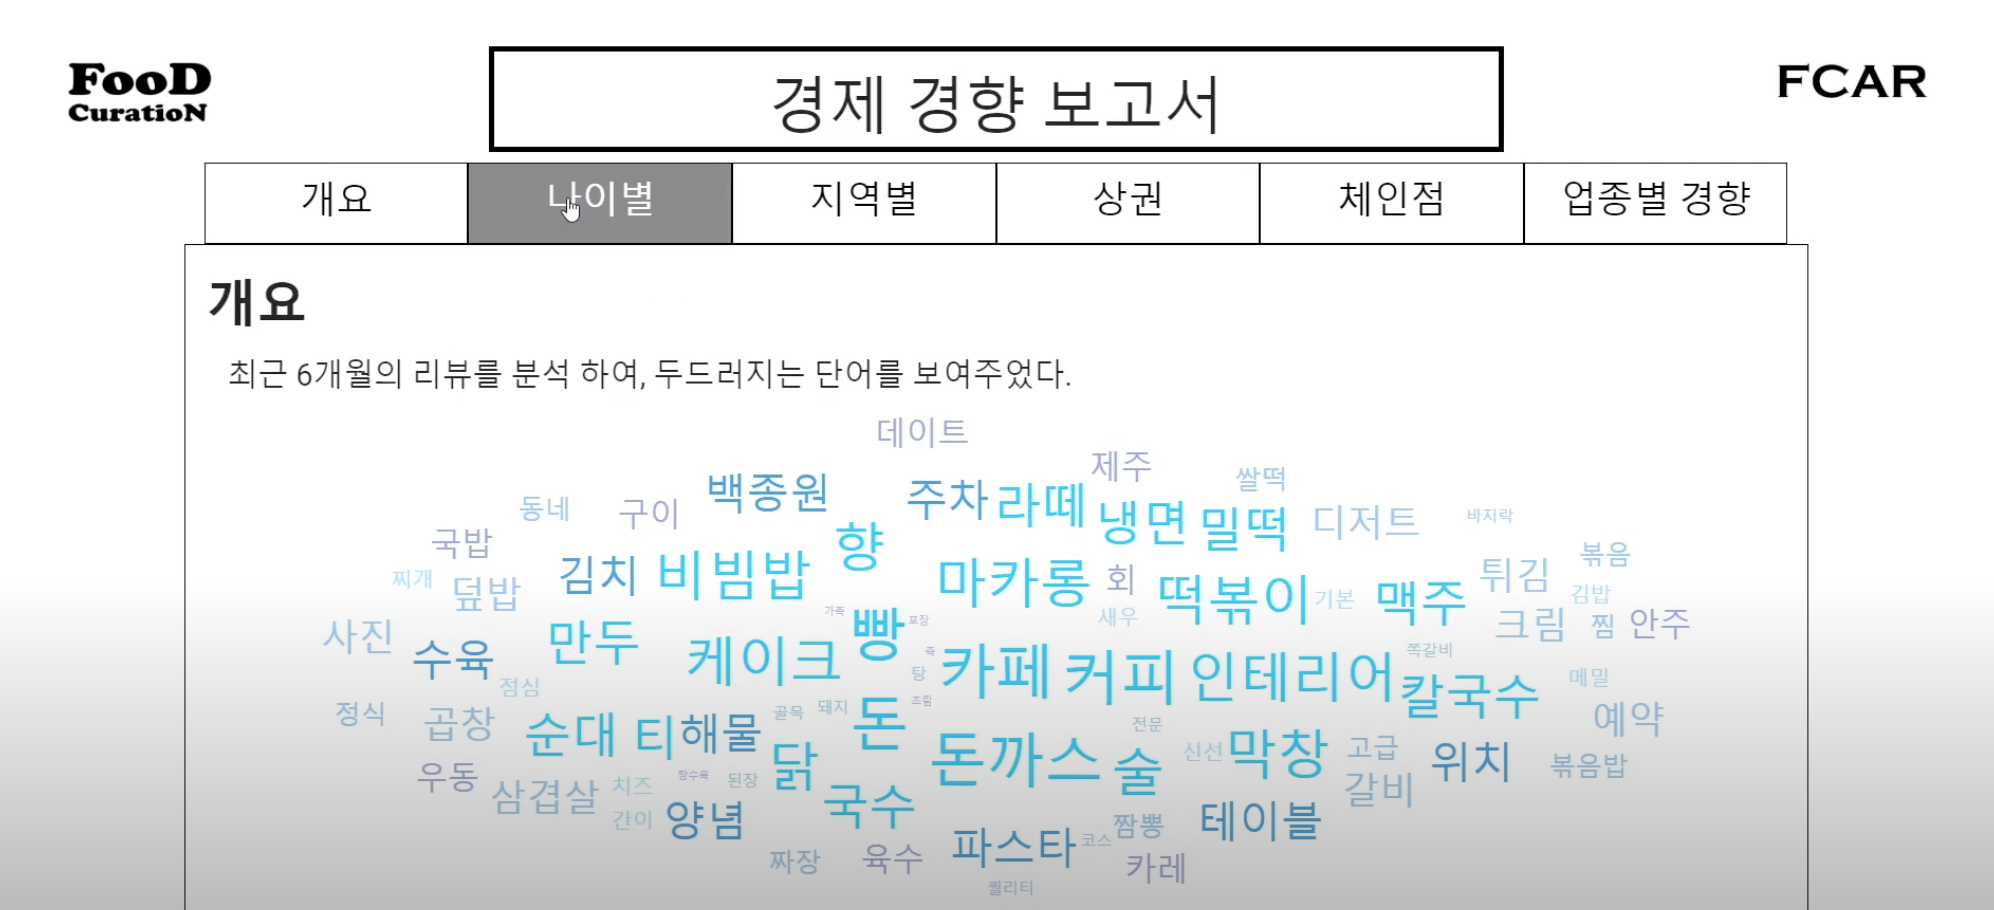 FooD
CuratioN
경제 경향 보고서
FCAR
개요 나이별 지역별 상권 체인점 업종별 경향
개요
최근 6개월의 리뷰를 분석 하여, 두드러지는 단어를 보여주었다.
데이트
제주
백종원 주차 라떼 쌀떡
동네 구이 냉면 밀떡 디저트 바지락
국밥 향 볶음
찌개 덮밥 김치 비빔밥 마카롱 회 떡볶이 기본 맥주 튀김 김밥
가족 빵 포장 새우 크림 찜 안주
사진 수육 만두 케이크 죽 카페 커피 인테리어 쪽갈비
점심 탕 칼국수 메밀
정식 곱창 순대 티 해물 골목 돼지 돈 조림 전문 예약
우동 탕수육 된장 닭 돈까스 술 신선 막창 고급 위치 볶음밥
삼겹살 치즈 갈비
간이 양념 국수 짬뽕 테이블
파스타 코스
짜장 육수 카레
퀄리티